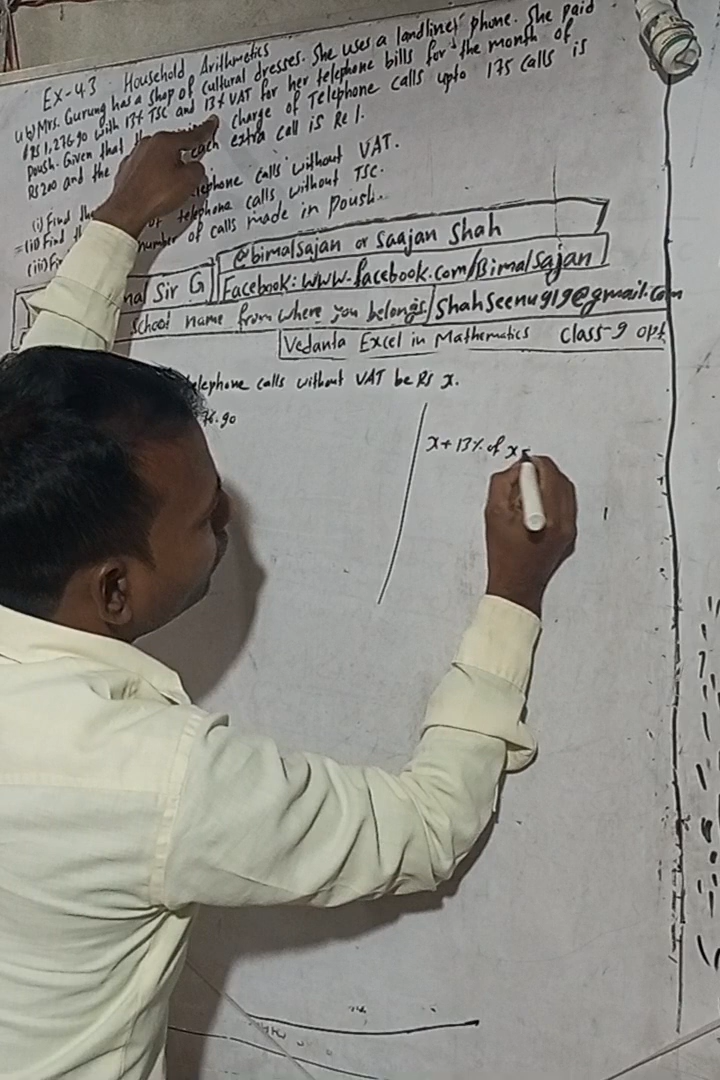 Ex-4.3 Household Arithmetics
4 b) Mrs. Gurung has a shop of cultural dresses. She uses a landline phone. She paid
Rs 1,276.90 with 13% TSC and 13% VAT for her telephone bills for the month of
Poush. Given that the charge of Telephone calls upto 175 calls is
Rs 200 and the each extra call is Re 1.
(i) Find the telephone calls without VAT.
(ii) Find telephone calls without TSC.
(iii) number of calls made in Poush.
@bimalsajan or Saajan Shah
Sir G Facebook: www.facebook.com/Bimalsajan
school name from where you belongs/ Shahseenu919@gmail.com
Vedanta Excel in Mathematics Class-9 opt
telephone calls without VAT be Rs x.
76.90
x+13% of x =